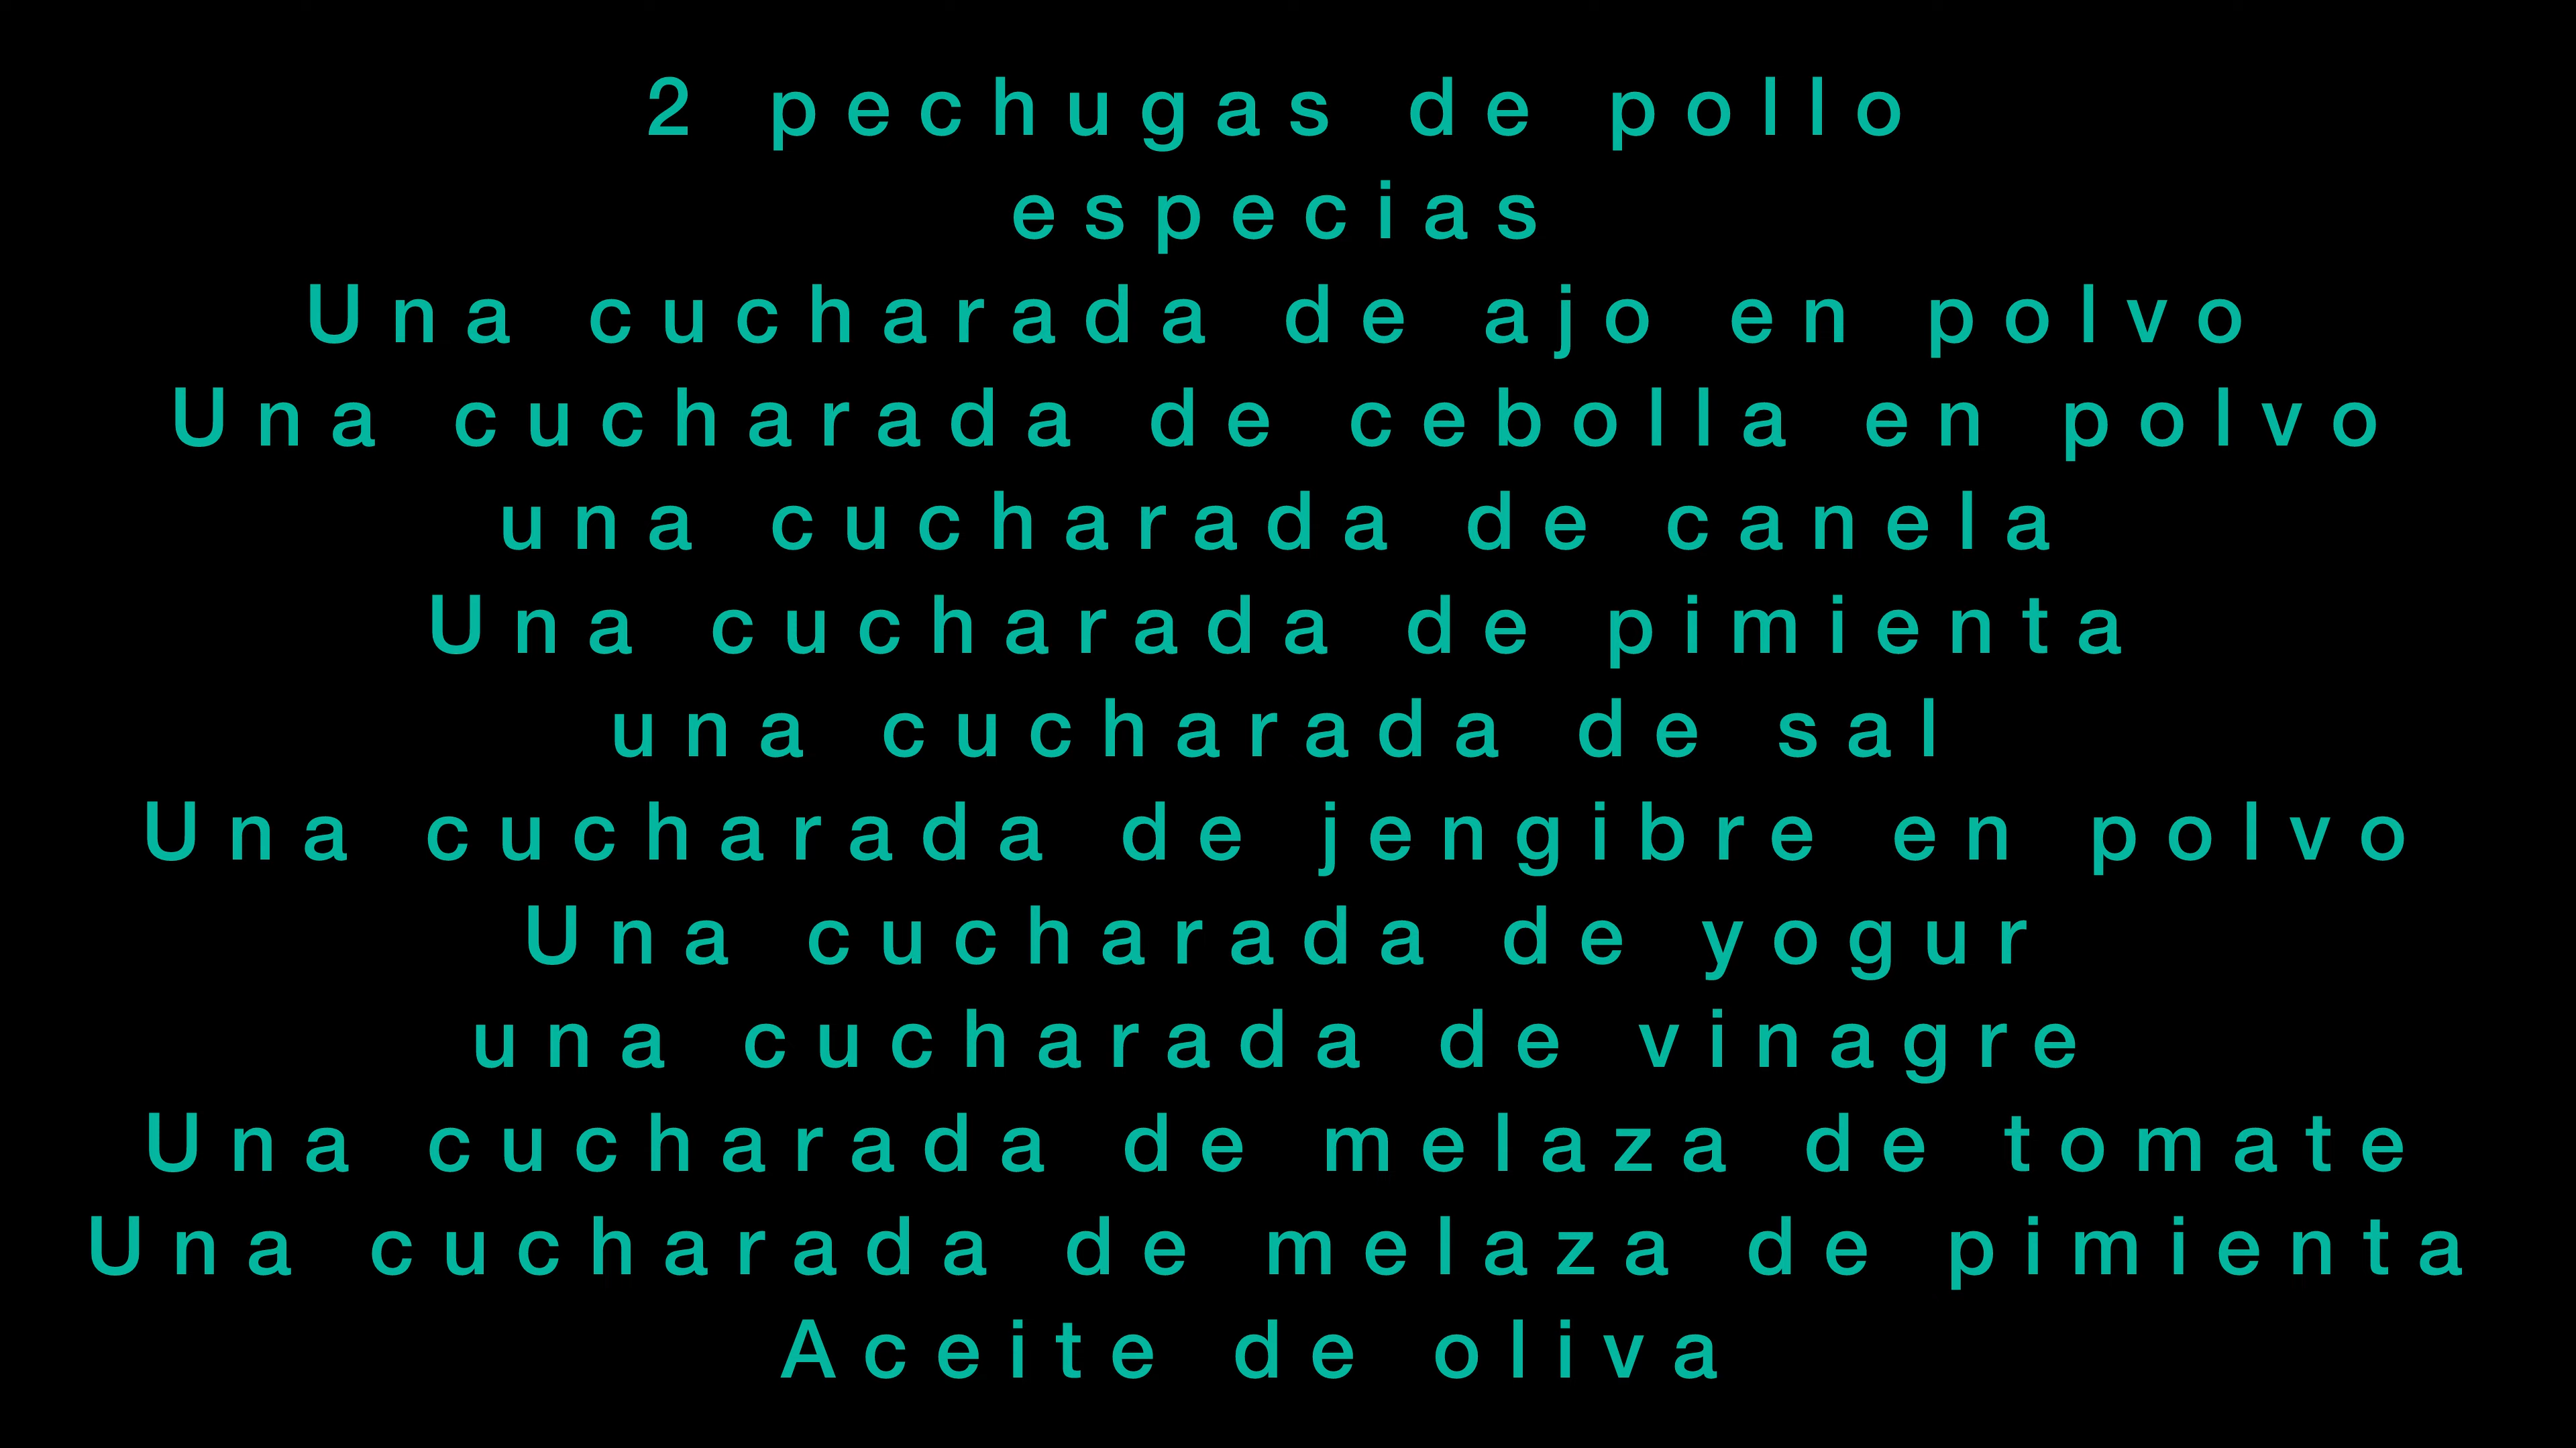 2 pechugas de pollo
especias
Una cucharada de ajo en polvo
Una cucharada de cebolla en polvo
una cucharada de canela
Una cucharada de pimienta
una cucharada de sal
Una cucharada de jengibre en polvo
Una cucharada de yogur
una cucharada de vinagre
Una cucharada de melaza de tomate
Una cucharada de melaza de pimienta
Aceite de oliva